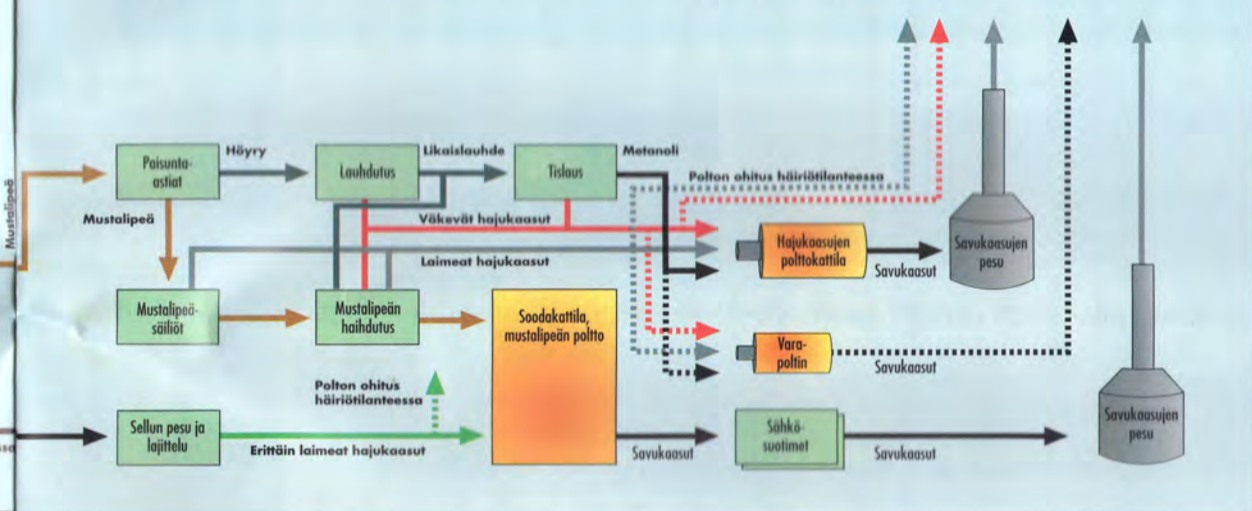 Mustalipeä
Paisunta-
astiat
Höyry
Lauhdutus
Likaislauhde
Tislaus
Metanoli
Polton ohitus häiriötilanteessa
Mustalipeä
Väkevät hajukaasut
Laimeat hajukaasut
Hajukaasujen
polttokattila
Savukaasut
Savukaasujen
pesu
Mustalipeä-
säiliöt
Mustalipeän
haihdutus
Soodakattila,
mustalipeän poltto
Vara-
poltin
Savukaasut
Polton ohitus
häiriötilanteessa
Sellun pesu ja
lajittelu
Erittäin laimeat hajukaasut
Savukaasut
Sähkö-
suotimet
Savukaasut
Savukaasujen
pesu